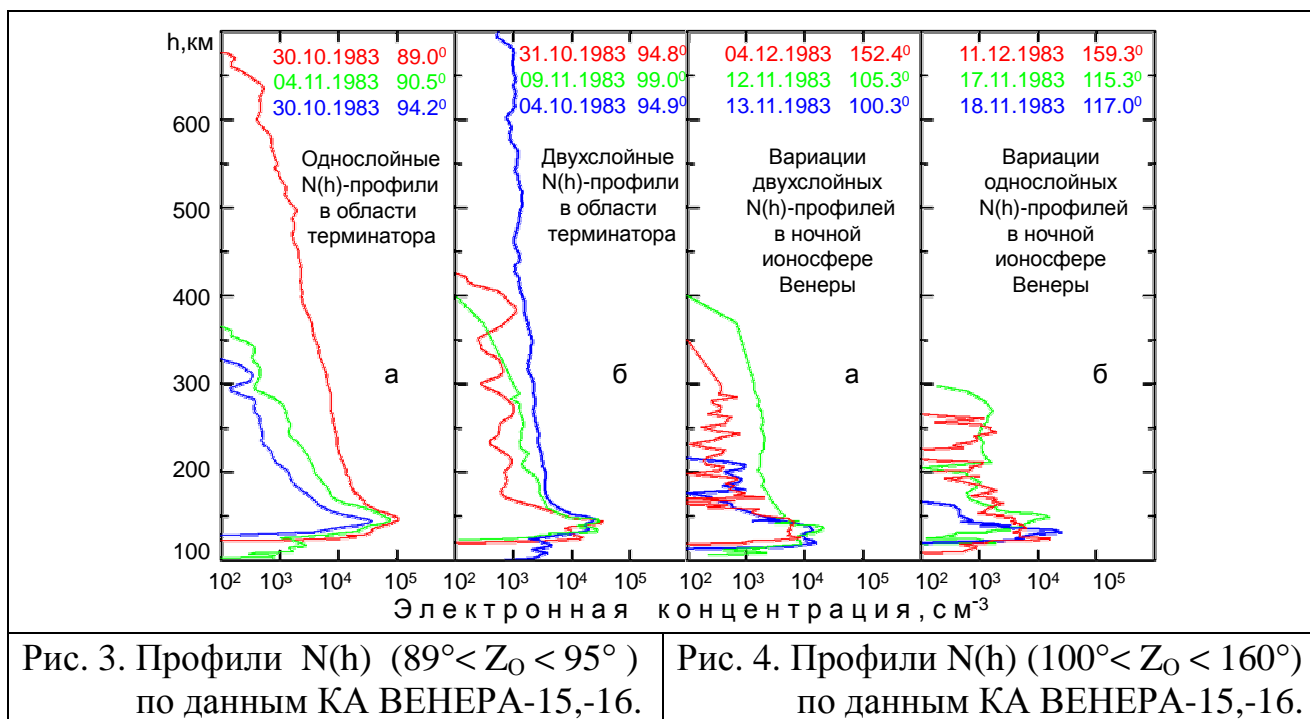 h,км
30.10.1983 89.0⁰
04.11.1983 90.5⁰
30.10.1983 94.2⁰
Однослойные
N(h)-профили
в области
терминатора
а
31.10.1983 94.8⁰
09.11.1983 99.0⁰
04.10.1983 94.9⁰
Двухслойные
N(h)-профили
в области
терминатора
б
04.12.1983 152.4⁰
12.11.1983 105.3⁰
13.11.1983 100.3⁰
Вариации
двухслойных
N(h)-профилей
в ночной
ионосфере
Венеры
а
11.12.1983 159.3⁰
17.11.1983 115.3⁰
18.11.1983 117.0⁰
Вариации
однослойных
N(h)-профилей
в ночной
ионосфере
Венеры
б
600
500
400
300
200
100
10² 10³ 10⁴ 10⁵ 10² 10³ 10⁴ 10⁵ 10² 10³ 10⁴ 10⁵ 10² 10³ 10⁴ 10⁵
Электронная концентрация, см⁻³
Рис. 3. Профили N(h) (89°< Z₀ < 95° )
по данным КА ВЕНЕРА-15,-16.
Рис. 4. Профили N(h) (100°< Z₀ < 160°)
по данным КА ВЕНЕРА-15,-16.